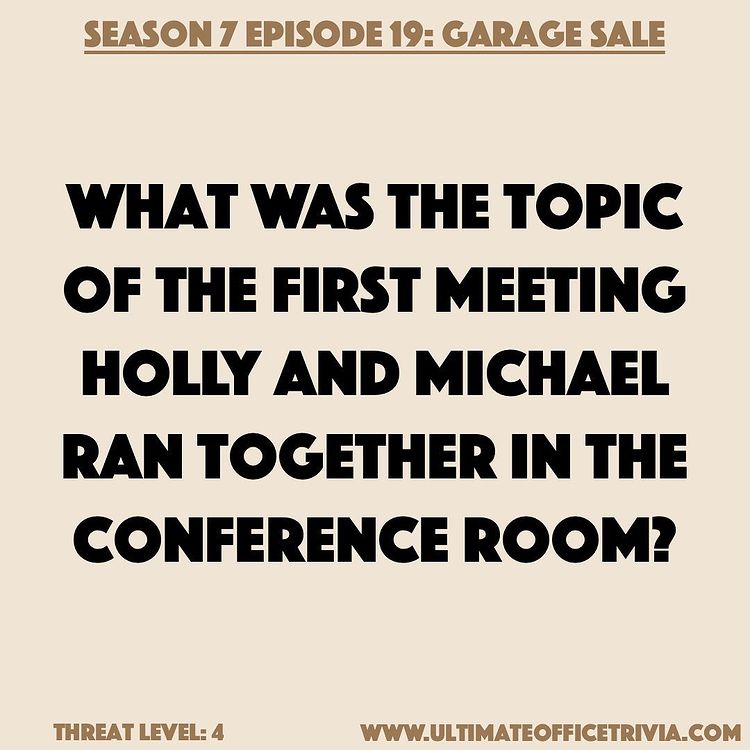 SEASON 7 EPISODE 19: GARAGE SALE
WHAT WAS THE TOPIC
OF THE FIRST MEETING
HOLLY AND MICHAEL
RAN TOGETHER IN THE
CONFERENCE ROOM?
THREAT LEVEL: 4
WWW.ULTIMATEOFFICETRIVIA.COM